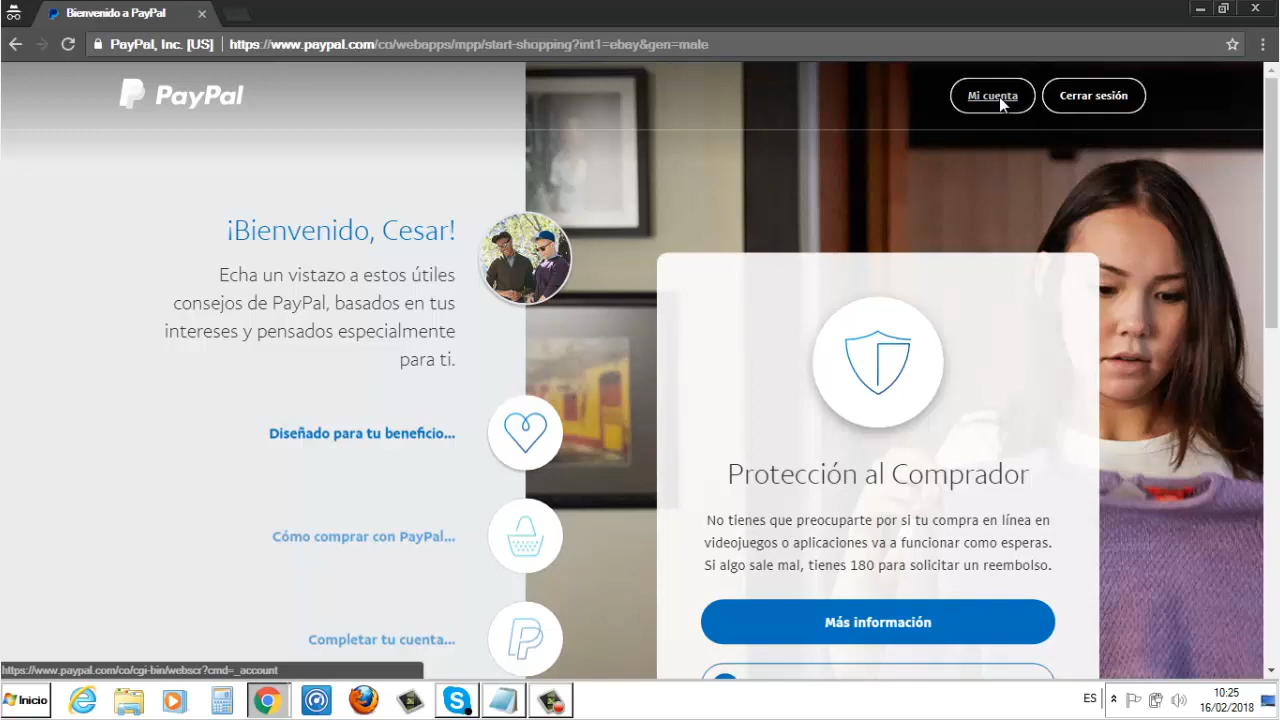 Bienvenido a PayPal
PayPal, Inc. [US]
https://www.paypal.com/co/webapps/mpp/start-shopping?int1=ebay&gen=male
PayPal
Mi cuenta
Cerrar sesión
¡Bienvenido, Cesar!
Echa un vistazo a estos útiles
consejos de PayPal, basados en tus
intereses y pensados especialmente
para ti.
Diseñado para tu beneficio...
Cómo comprar con PayPal...
Completar tu cuenta...
Protección al Comprador
No tienes que preocuparte por si tu compra en línea en
videojuegos o aplicaciones va a funcionar como esperas.
Si algo sale mal, tienes 180 para solicitar un reembolso.
Más información
https://www.paypal.com/co/cgi-bin/webscr?cmd=_account
Inicio
ES
10:25
16/02/2018